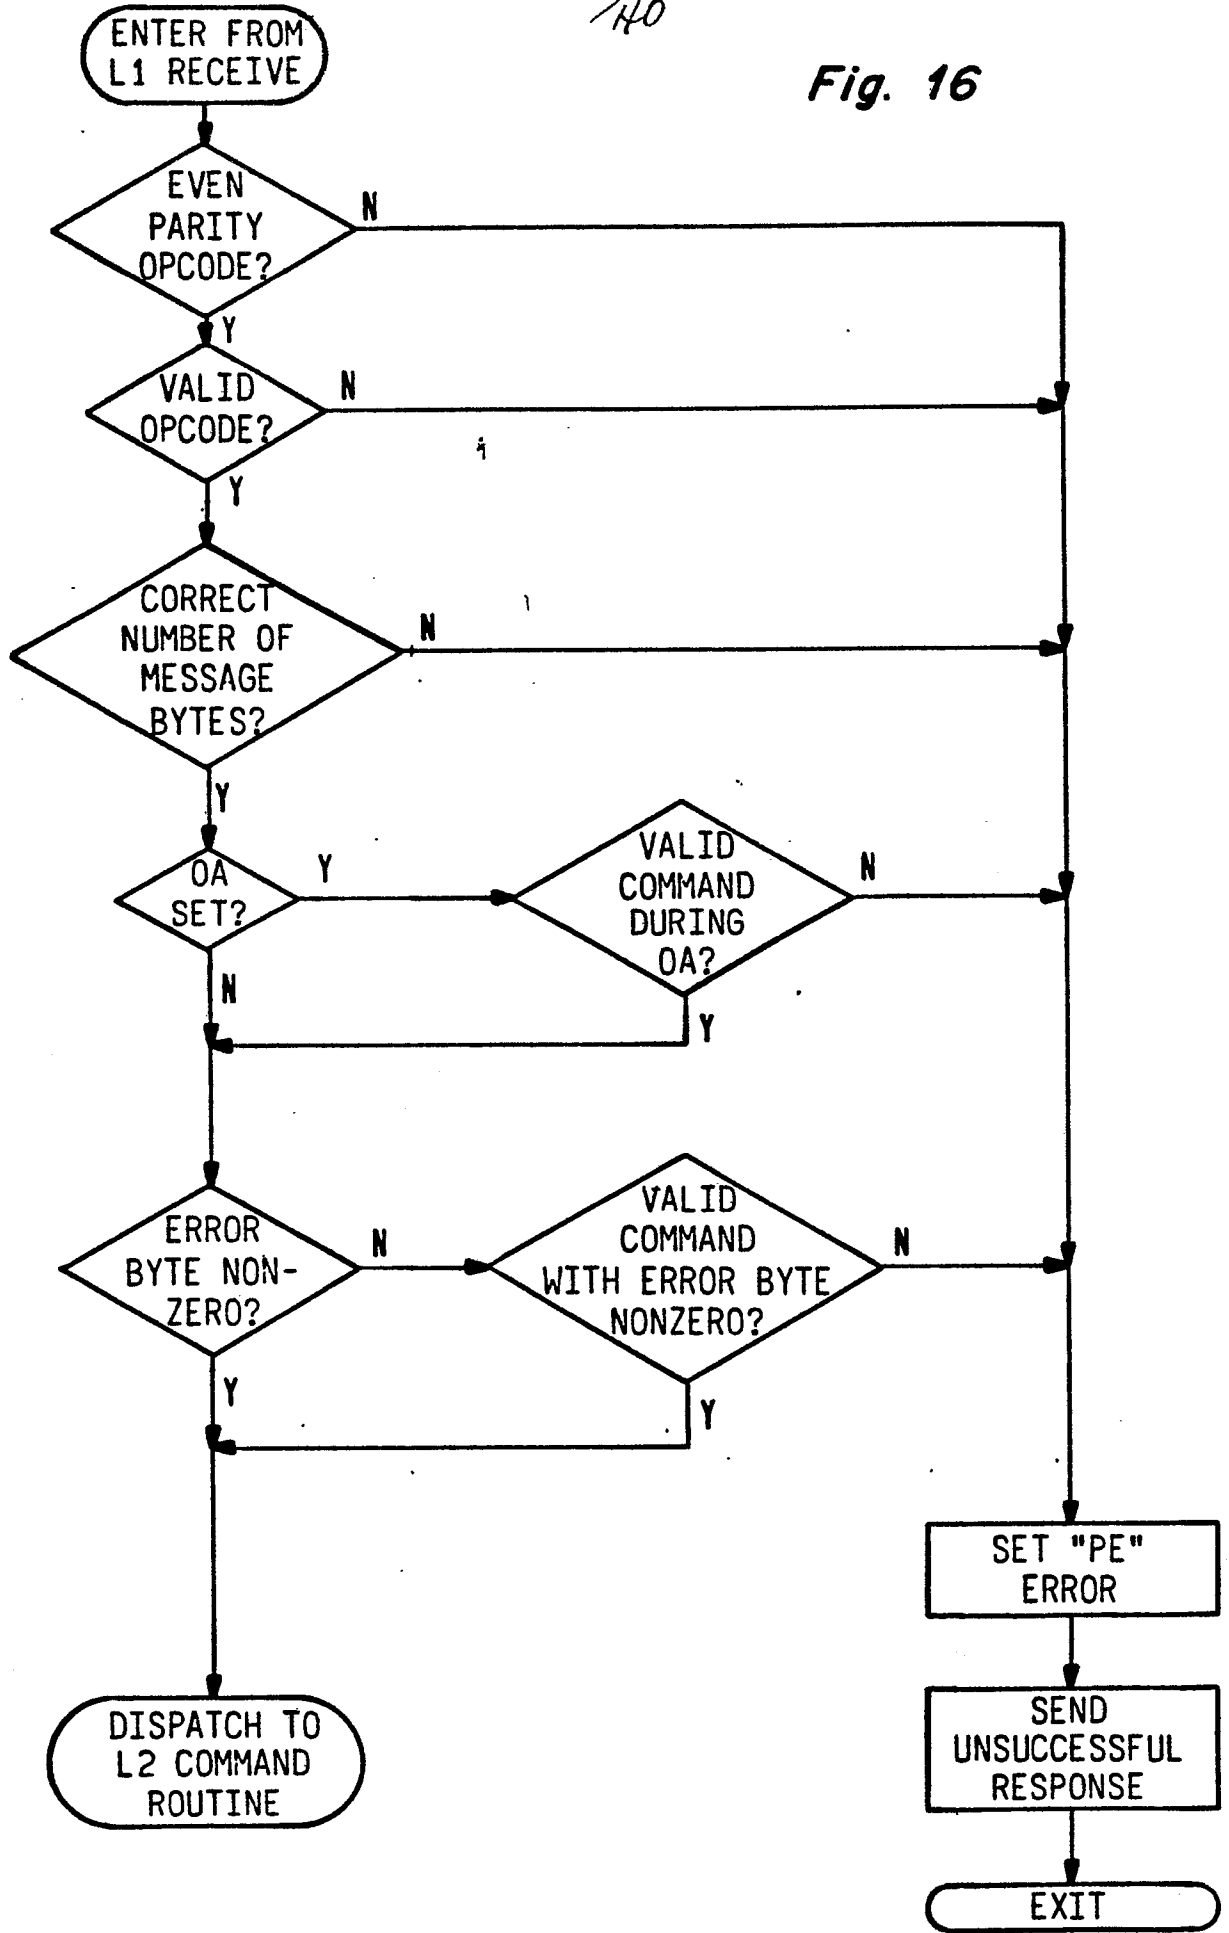 140
Fig. 16
ENTER FROM
L1 RECEIVE
EVEN
PARITY
OPCODE?
N
Y
VALID
OPCODE?
N
Y
CORRECT
NUMBER OF
MESSAGE
BYTES?
N
Y
OA
SET?
Y
N
VALID
COMMAND
DURING
OA?
N
Y
ERROR
BYTE NON-
ZERO?
N
Y
VALID
COMMAND
WITH ERROR BYTE
NONZERO?
N
Y
DISPATCH TO
L2 COMMAND
ROUTINE
SET "PE"
ERROR
SEND
UNSUCCESSFUL
RESPONSE
EXIT